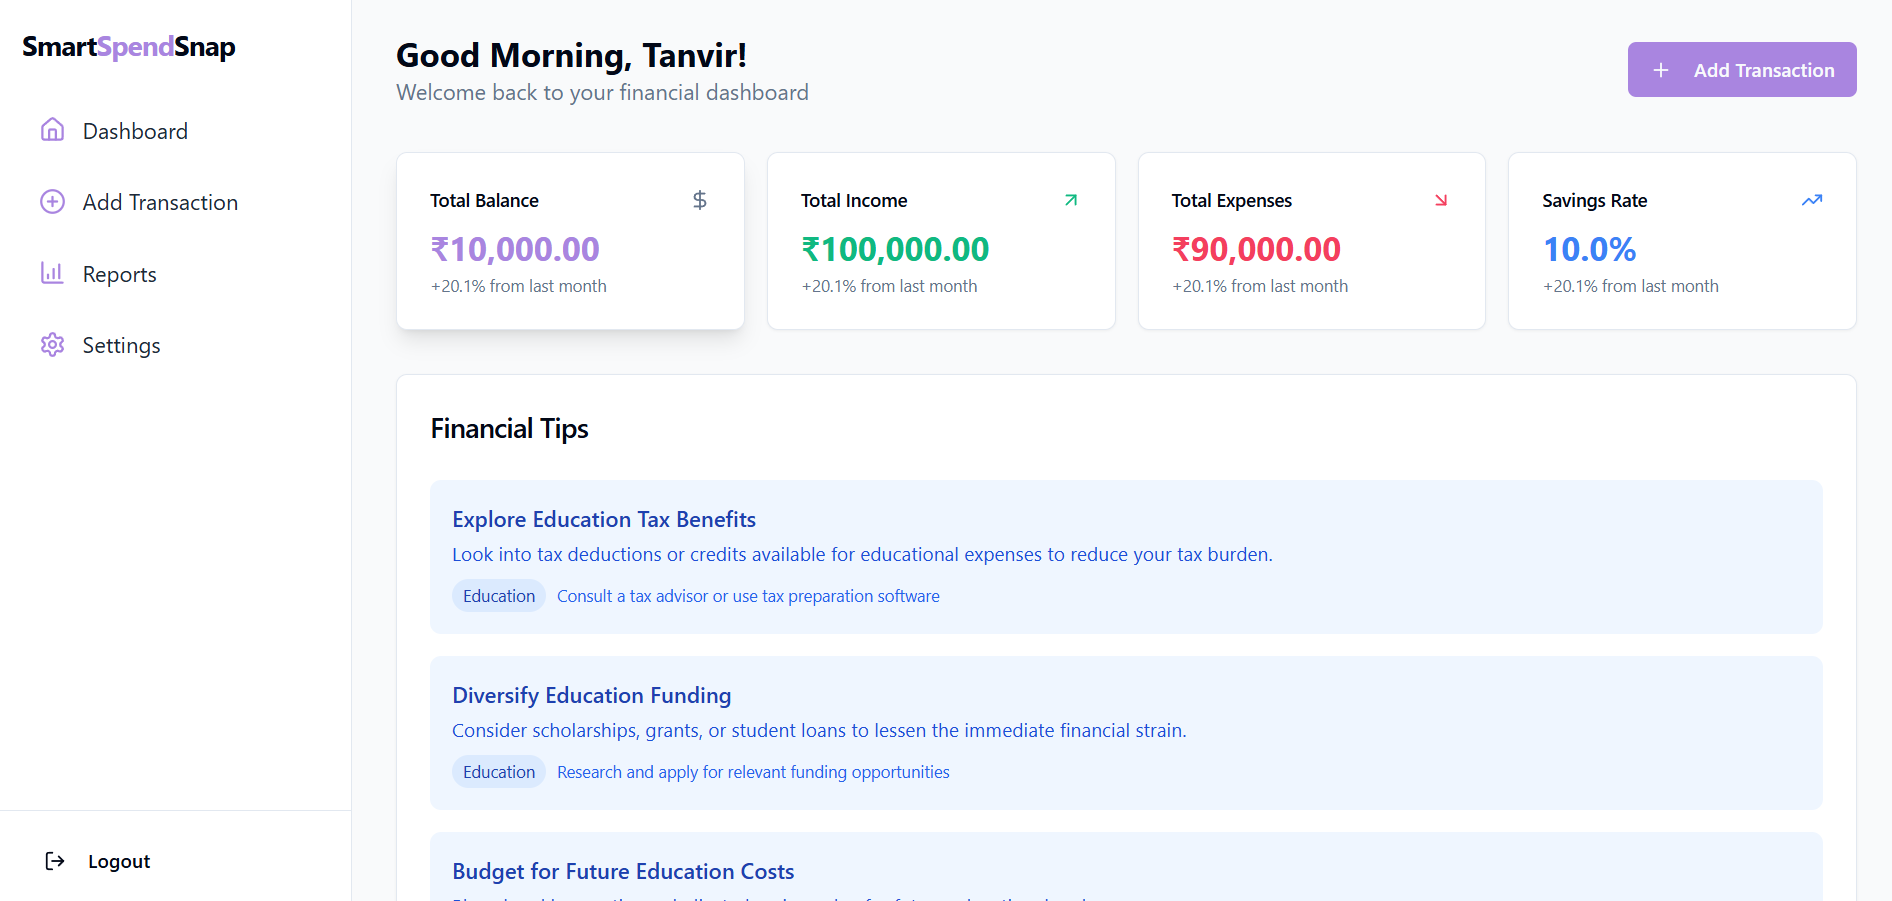 SmartSpendSnap
Dashboard
Add Transaction
Reports
Settings
Logout
Good Morning, Tanvir!
Welcome back to your financial dashboard
+ Add Transaction
Total Balance $
₹10,000.00
+20.1% from last month
Total Income
₹100,000.00
+20.1% from last month
Total Expenses
₹90,000.00
+20.1% from last month
Savings Rate
10.0%
+20.1% from last month
Financial Tips
Explore Education Tax Benefits
Look into tax deductions or credits available for educational expenses to reduce your tax burden.
Education Consult a tax advisor or use tax preparation software
Diversify Education Funding
Consider scholarships, grants, or student loans to lessen the immediate financial strain.
Education Research and apply for relevant funding opportunities
Budget for Future Education Costs